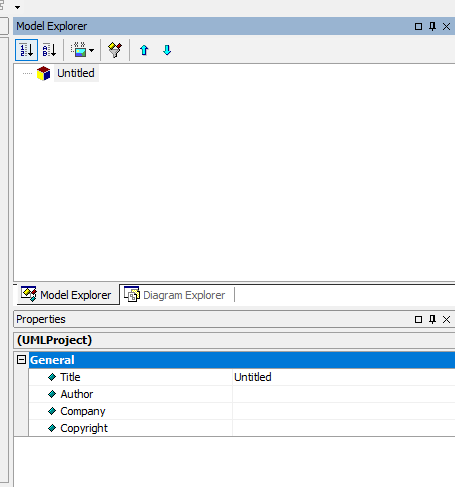 Model Explorer
Untitled
Model Explorer
Diagram Explorer
Properties
(UMLProject)
General
Title Untitled
Author
Company
Copyright